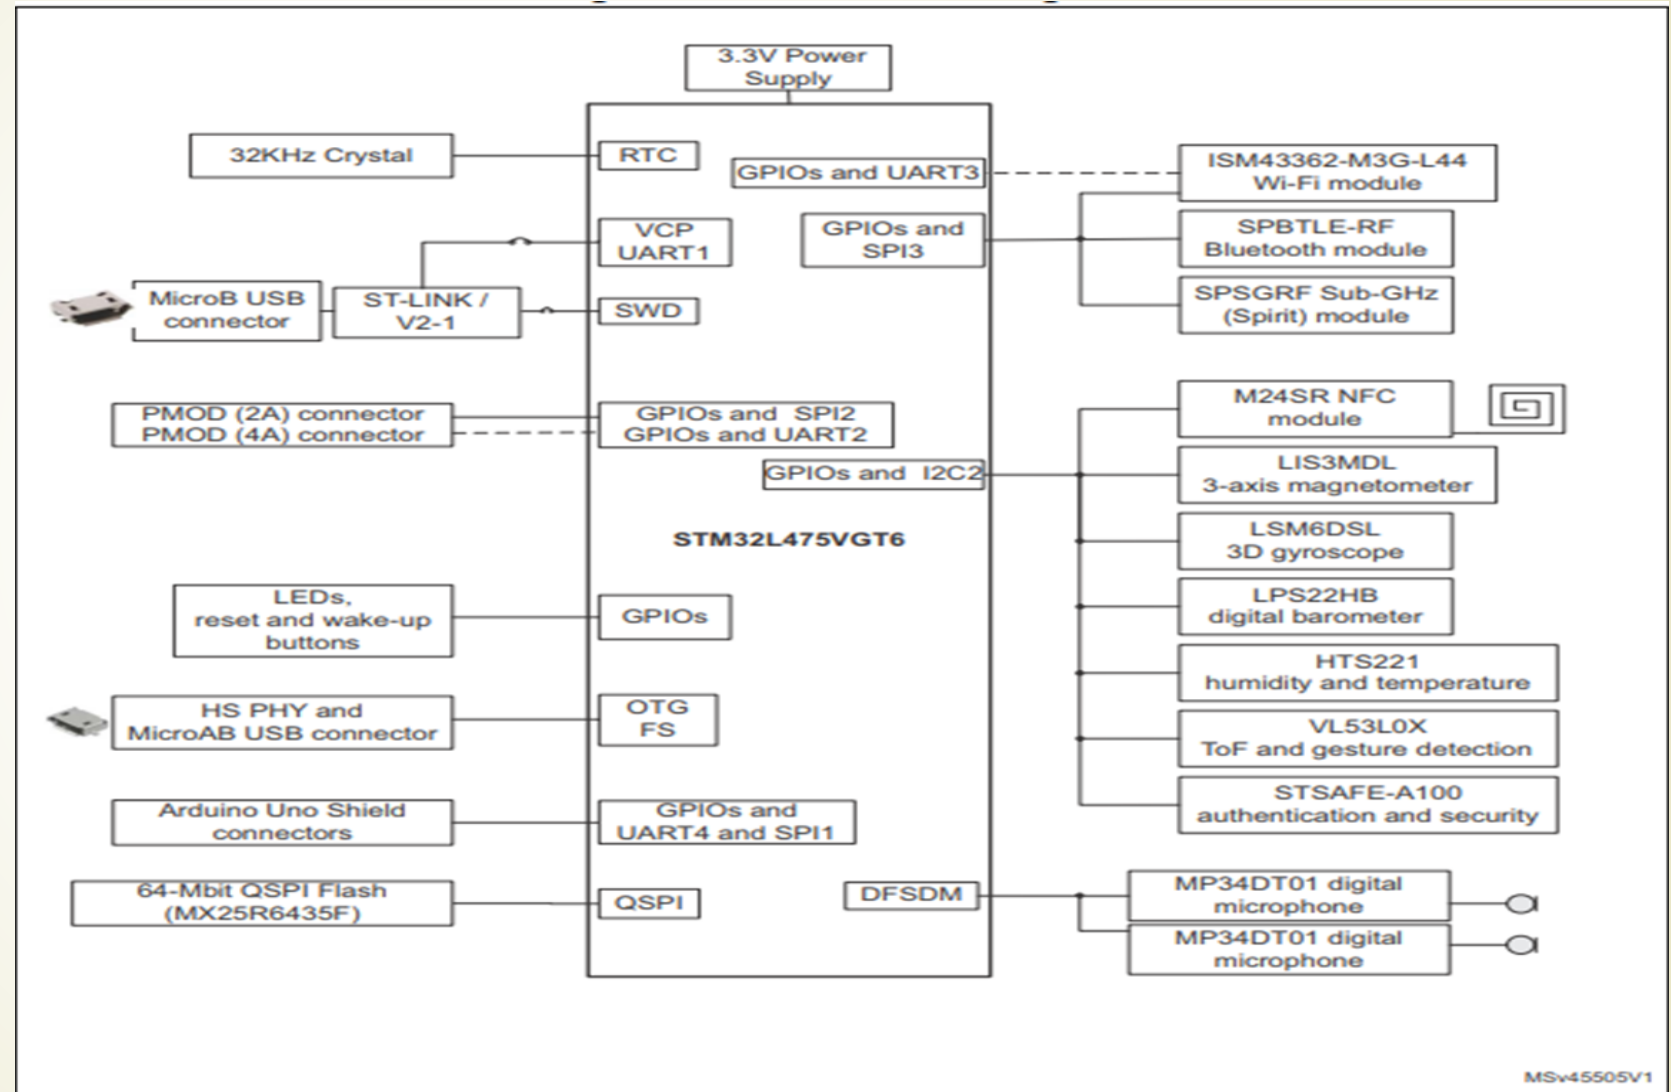 3.3V Power
Supply
32KHz Crystal
RTC
GPIOs and UART3
ISM43362-M3G-L44
Wi-Fi module
VCP
UART1
GPIOs and
SPI3
SPBTLE-RF
Bluetooth module
MicroB USB
connector
ST-LINK /
V2-1
SWD
SPSGRF Sub-GHz
(Spirit) module
PMOD (2A) connector
PMOD (4A) connector
GPIOs and SPI2
GPIOs and UART2
M24SR NFC
module
GPIOs and I2C2
LIS3MDL
3-axis magnetometer
STM32L475VGT6
LSM6DSL
3D gyroscope
LEDs,
reset and wake-up
buttons
GPIOs
LPS22HB
digital barometer
HTS221
humidity and temperature
HS PHY and
MicroAB USB connector
OTG
FS
VL53L0X
ToF and gesture detection
Arduino Uno Shield
connectors
GPIOs and
UART4 and SPI1
STSAFE-A100
authentication and security
64-Mbit QSPI Flash
(MX25R6435F)
QSPI
DFSDM
MP34DT01 digital
microphone
MP34DT01 digital
microphone
MSv45505V1